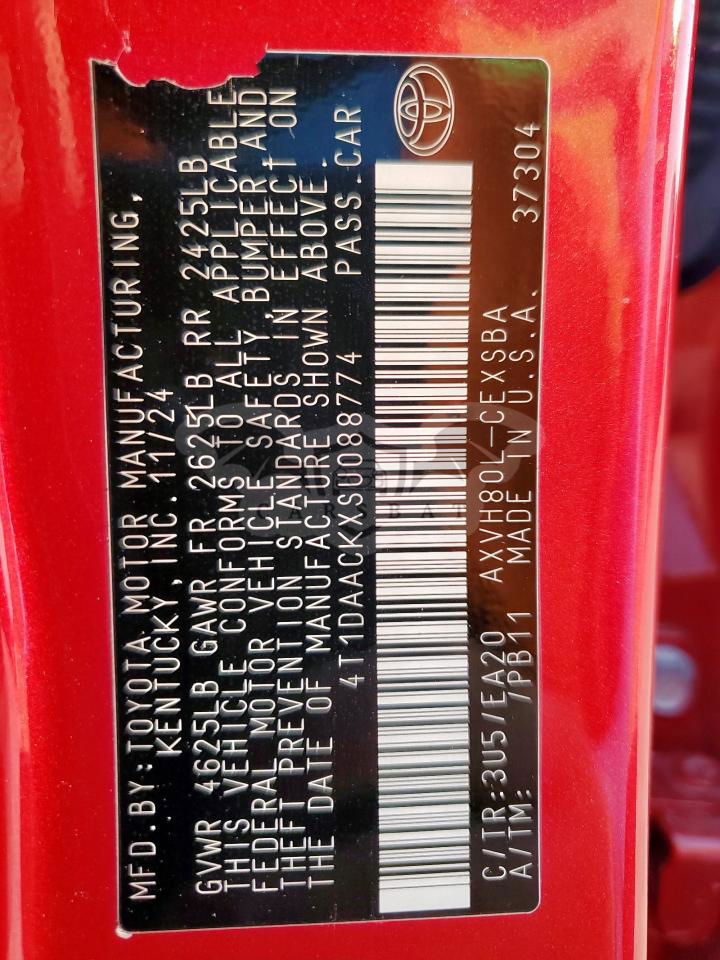 MFD.BY:TOYOTA MOTOR MANUFACTURING,
KENTUCKY, INC.11/24
GVWR 4625LB GAWR FR 2625LB RR 2425LB
THIS VEHICLE CONFORMS TO ALL APPLICABLE
FEDERAL MOTOR VEHICLE SAFETY, BUMPER AND
THEFT PREVENTION STANDARDS IN EFFECT ON
THE DATE OF MANUFACTURE SHOWN ABOVE.
4T1DAACKXSU088774 PASS.CAR
C/TR:3U5/EA20 AXVH80L-CEXSBA
A/TM: /PB11 MADE IN U.S.A. 37304
CARSBAT